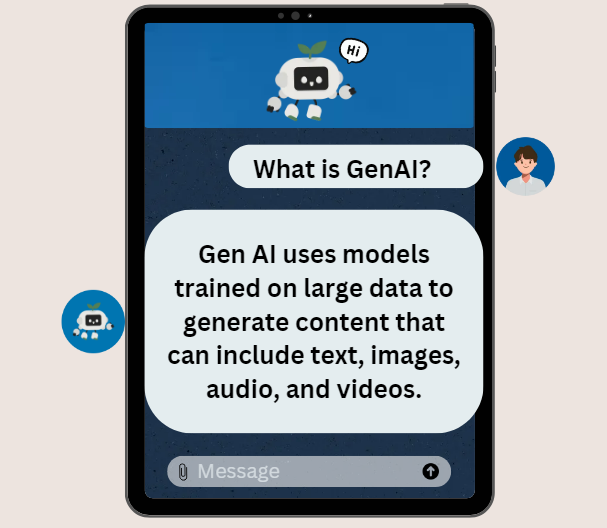 Hi
What is GenAI?
Gen AI uses models
trained on large data to
generate content that
can include text, images,
audio, and videos.
Message